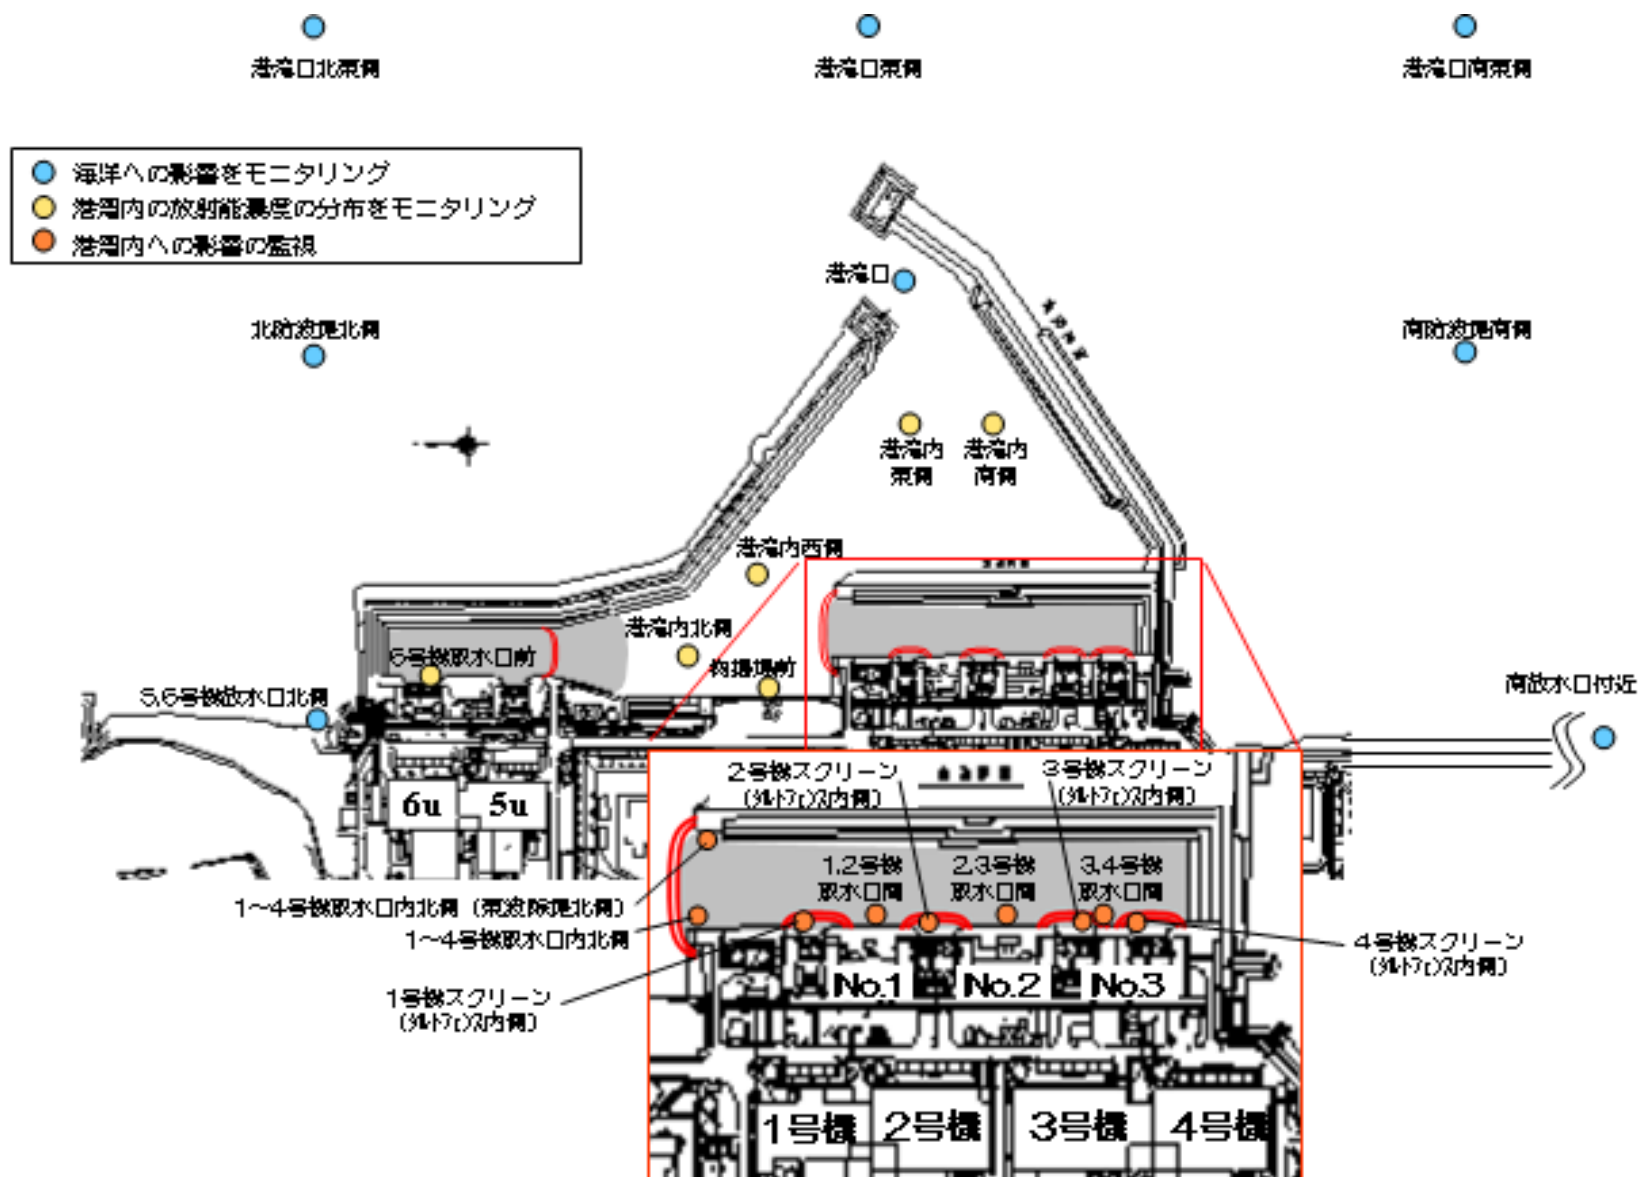 港湾口北東側
港湾口東側
港湾口南東側
海洋への影響をモニタリング
港湾内の放射能濃度の分布をモニタリング
港湾内への影響の監視
港湾口
北防波堤北側
南防波堤南側
港湾内
東側
港湾内
南側
港湾内西側
港湾内北側
6号機取水口前
物揚場前
5,6号機放水口北側
南放水口付近
6u
5u
2号機スクリーン
(シルトフェンス内側)
3号機スクリーン
(シルトフェンス内側)
1,2号機
取水口間
2,3号機
取水口間
3,4号機
取水口間
1~4号機取水口内北側(東波除堤北側)
1~4号機取水口内北側
1号機スクリーン
(シルトフェンス内側)
4号機スクリーン
(シルトフェンス内側)
No.1
No.2
No.3
1号機
2号機
3号機
4号機